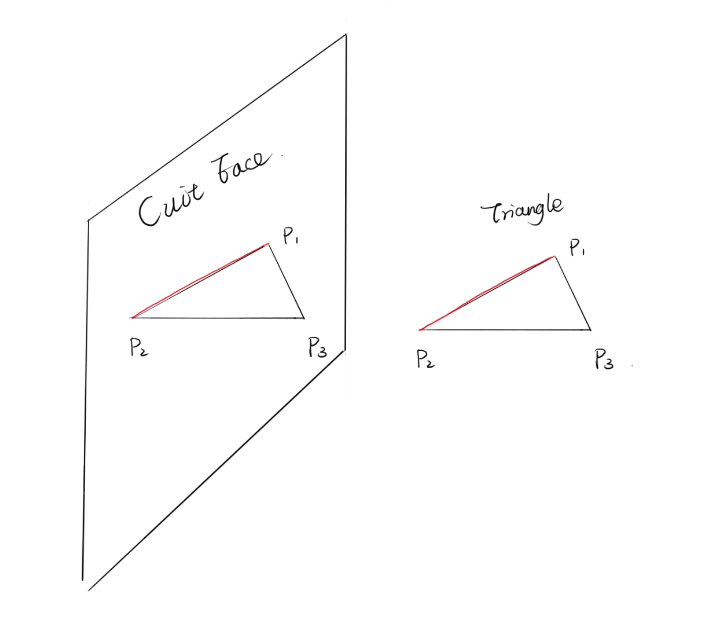 Cuit Face.
P₁
P₂
P₃
Triangle
P₁
P₂
P₃